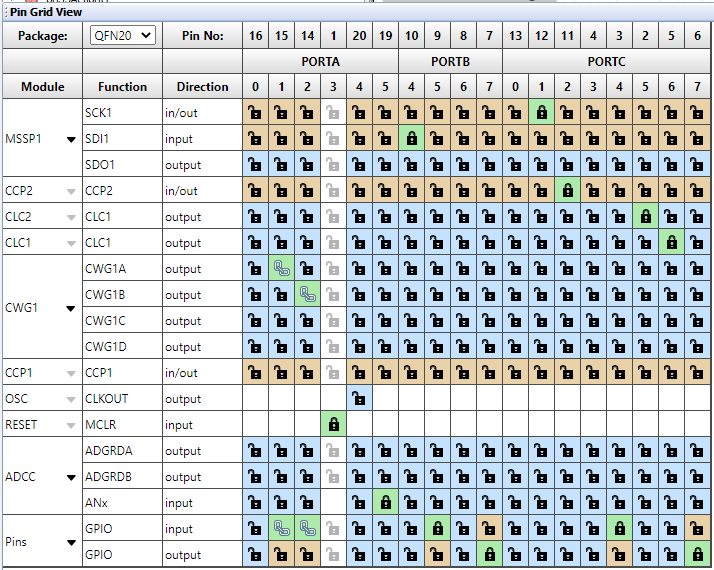 Pin Grid View
Package: QFN20 Pin No: 16 15 14 1 20 19 10 9 8 7 13 12 11 4 3 2 5 6
PORTA PORTB PORTC
Module Function Direction 0 1 2 3 4 5 4 5 6 7 0 1 2 3 4 5 6 7
MSSP1 SCK1 in/out
SDI1 input
SDO1 output
CCP2 CCP2 in/out
CLC2 CLC1 output
CLC1 CLC1 output
CWG1 CWG1A output
CWG1B output
CWG1C output
CWG1D output
CCP1 CCP1 in/out
OSC CLKOUT output
RESET MCLR input
ADCC ADGRDA output
ADGRDB output
ANx input
Pins GPIO input
GPIO output